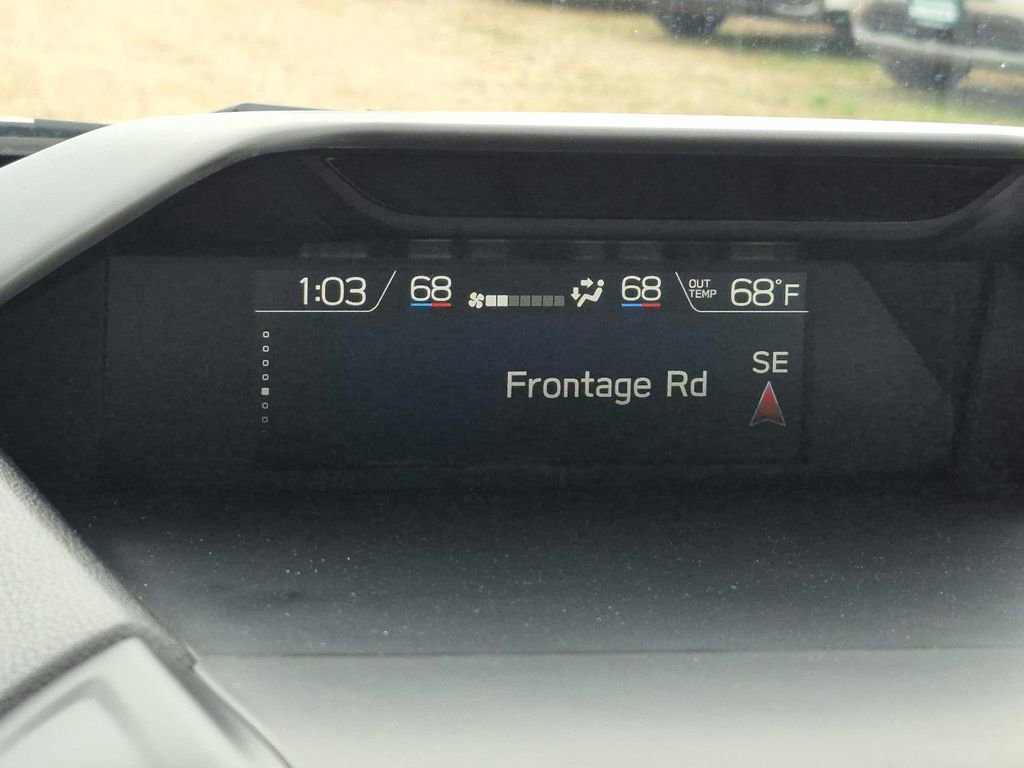 1:03 68 68 OUT TEMP 68°F
SE
Frontage Rd